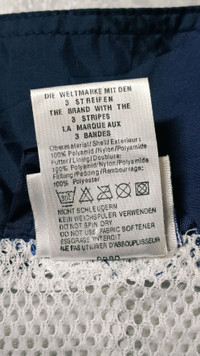 DIE WELTMARKE MIT DEN
3 STREIFEN
THE BRAND WITH THE
3 STRIPES
LA MARQUE AUX
3 BANDES
Obermaterial/Shell/Exterieur:
100% Polyamid/Nylon/Polyamide
Futter/Lining/Doublure:
100% Polyamid/Nylon/Polyamide
Füllung/Padding/Rembourrage:
100% Polyester
NICHT SCHLEUDERN
KEIN WEICHSPÜLER VERWENDEN
DO NOT SPIN DRY
DO NOT USE FABRIC SOFTENER
ESSORAGE INTERDIT
NE PAS UTILISER D'ASSOUPLISSEUR